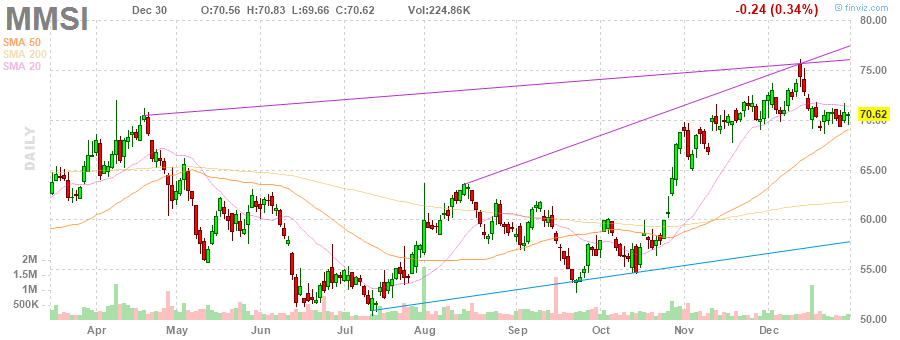 MMSI Dec 30 O:70.56 H:70.83 L:69.66 C:70.62 Vol:224.86K -0.24 (0.34%) © finviz.com
SMA 50
SMA 200
SMA 20
DAILY
80.00
75.00
70.62
70.00
65.00
60.00
55.00
50.00
2M
1.5M
1M
500K
Apr May Jun Jul Aug Sep Oct Nov Dec